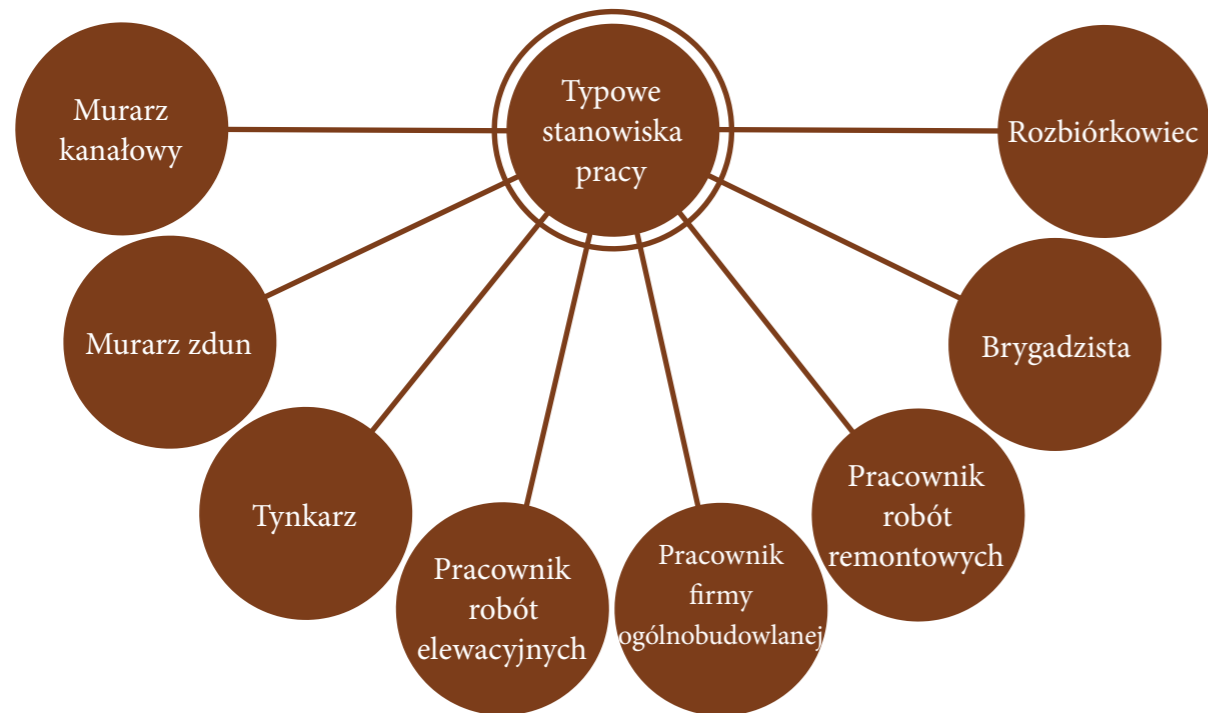 Typowe
stanowiska
pracy
Murarz
kanałowy
Murarz zdun
Tynkarz
Pracownik
robót
elewacyjnych
Pracownik
firmy
ogólnobudowlanej
Pracownik
robót
remontowych
Brygadzista
Rozbiórkowiec